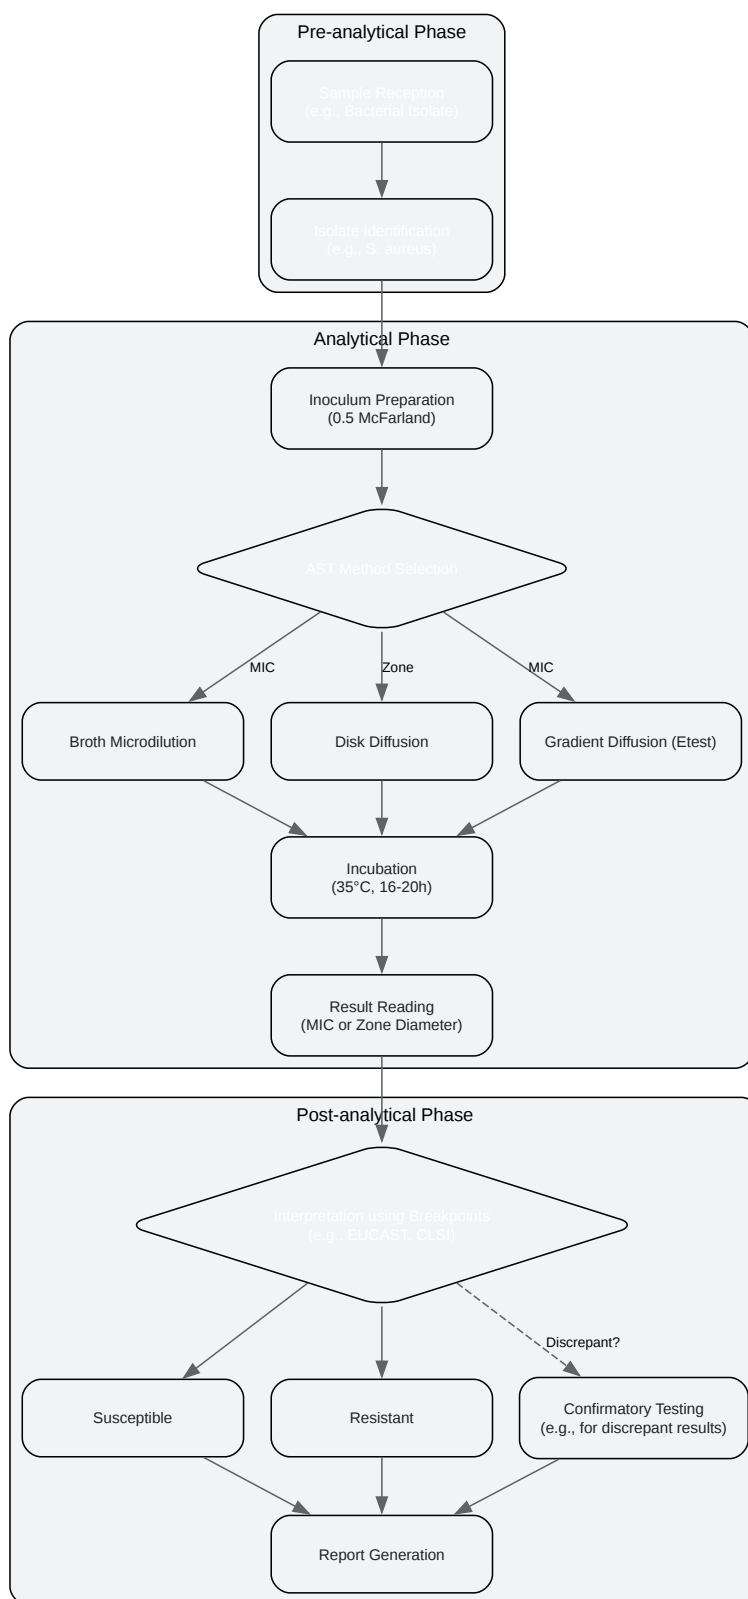 Pre-analytical Phase
Sample Reception
(e.g., Bacterial Isolate)
Isolate Identification
(e.g., S. aureus)
Analytical Phase
Inoculum Preparation
(0.5 McFarland)
AST Method Selection
MIC
Zone
MIC
Broth Microdilution
Disk Diffusion
Gradient Diffusion (Etest)
Incubation
(35°C, 16-20h)
Result Reading
(MIC or Zone Diameter)
Post-analytical Phase
Interpretation using Breakpoints
(e.g., EUCAST, CLSI)
Discrepant?
Susceptible
Resistant
Confirmatory Testing
(e.g., for discrepant results)
Report Generation